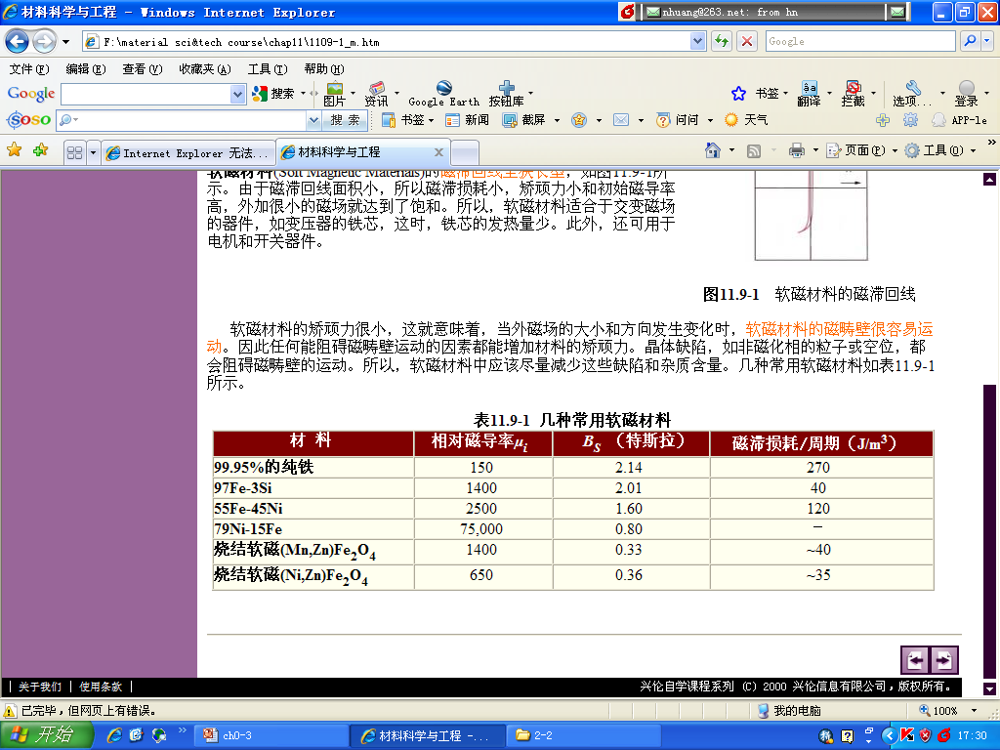 材料科学与工程 - Windows Internet Explorer
nhuang@263.net: from hn
F:\material sci&tech course\chap11\1109-1_m.htm
Google
文件(F) 编辑(E) 查看(V) 收藏夹(A) 工具(T) 帮助(H)
Google 搜索 图片 资讯 Google Earth 按钮库 书签 翻译 拦截 选项... 登录
SOSO 搜 索 书签 新闻 截屏 问问 天气 APP-le
Internet Explorer 无法... 材料科学与工程 页面(P) 工具(O)
软磁材料(Soft Magnetic Materials)的磁滞回线呈狭长型，如图11.9-1所
示。由于磁滞回线面积小，所以磁滞损耗小，矫顽力小和初始磁导率
高，外加很小的磁场就达到了饱和。所以，软磁材料适合于交变磁场
的器件，如变压器的铁芯，这时，铁芯的发热量少。此外，还可用于
电机和开关器件。
图11.9-1 软磁材料的磁滞回线
软磁材料的矫顽力很小，这就意味着，当外磁场的大小和方向发生变化时，软磁材料的磁畴壁很容易运
动。因此任何能阻碍磁畴壁运动的因素都能增加材料的矫顽力。晶体缺陷，如非磁化相的粒子或空位，都
会阻碍磁畴壁的运动。所以，软磁材料中应该尽量减少这些缺陷和杂质含量。几种常用软磁材料如表11.9-1
所示。
表11.9-1 几种常用软磁材料
材 料 相对磁导率μi BS （特斯拉） 磁滞损耗/周期（J/m³）
99.95%的纯铁 150 2.14 270
97Fe-3Si 1400 2.01 40
55Fe-45Ni 2500 1.60 120
79Ni-15Fe 75,000 0.80 －
烧结软磁(Mn,Zn)Fe2O4 1400 0.33 ~40
烧结软磁(Ni,Zn)Fe2O4 650 0.36 ~35
| 关于我们 | 使用条款 | 兴伦自学课程系列 (C) 2000 兴伦信息有限公司，版权所有。
已完毕，但网页上有错误。 我的电脑 100%
开始 ch0-3 材料科学与工程 -... 2-2 17:30